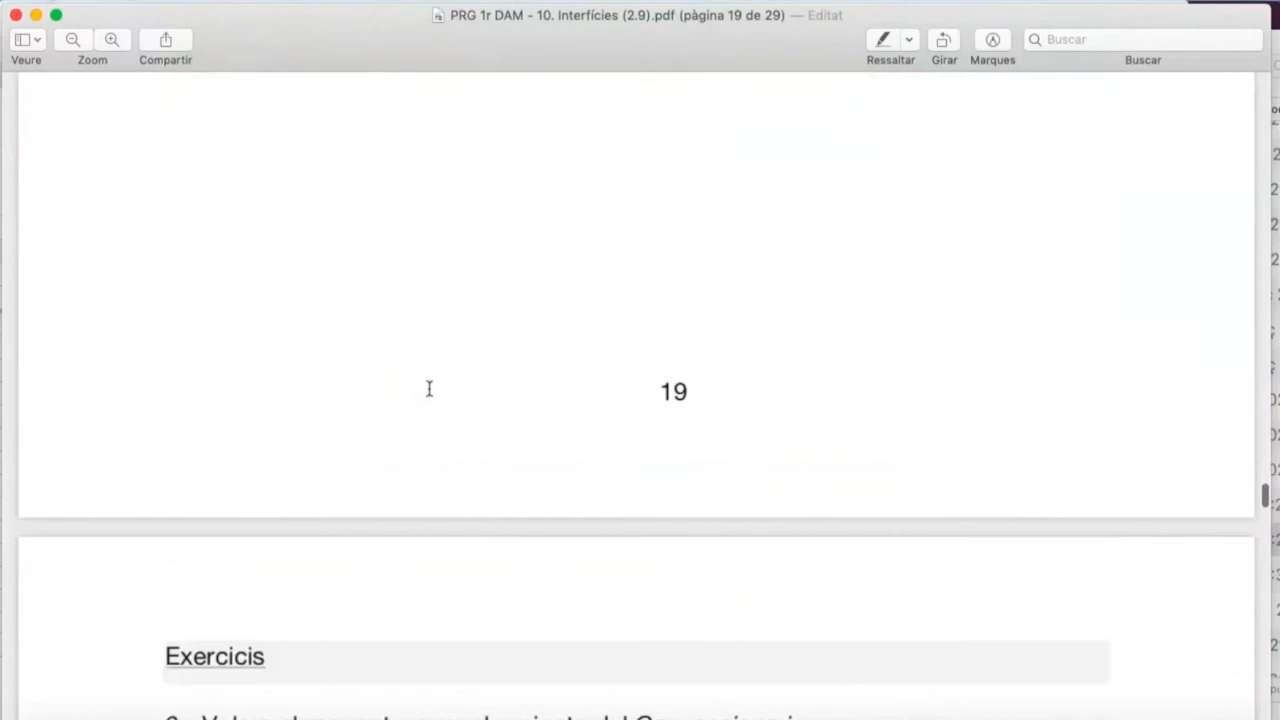 PRG 1r DAM - 10. Interfícies (2.9).pdf (pàgina 19 de 29) — Editat
Veure
Zoom
Compartir
Ressaltar
Girar
Marques
Buscar
Buscar
19
Exercicis